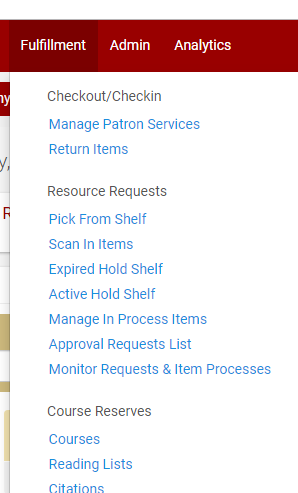 Fulfillment Admin Analytics
Checkout/Checkin
Manage Patron Services
Return Items
Resource Requests
Pick From Shelf
Scan In Items
Expired Hold Shelf
Active Hold Shelf
Manage In Process Items
Approval Requests List
Monitor Requests & Item Processes
Course Reserves
Courses
Reading Lists
Citations